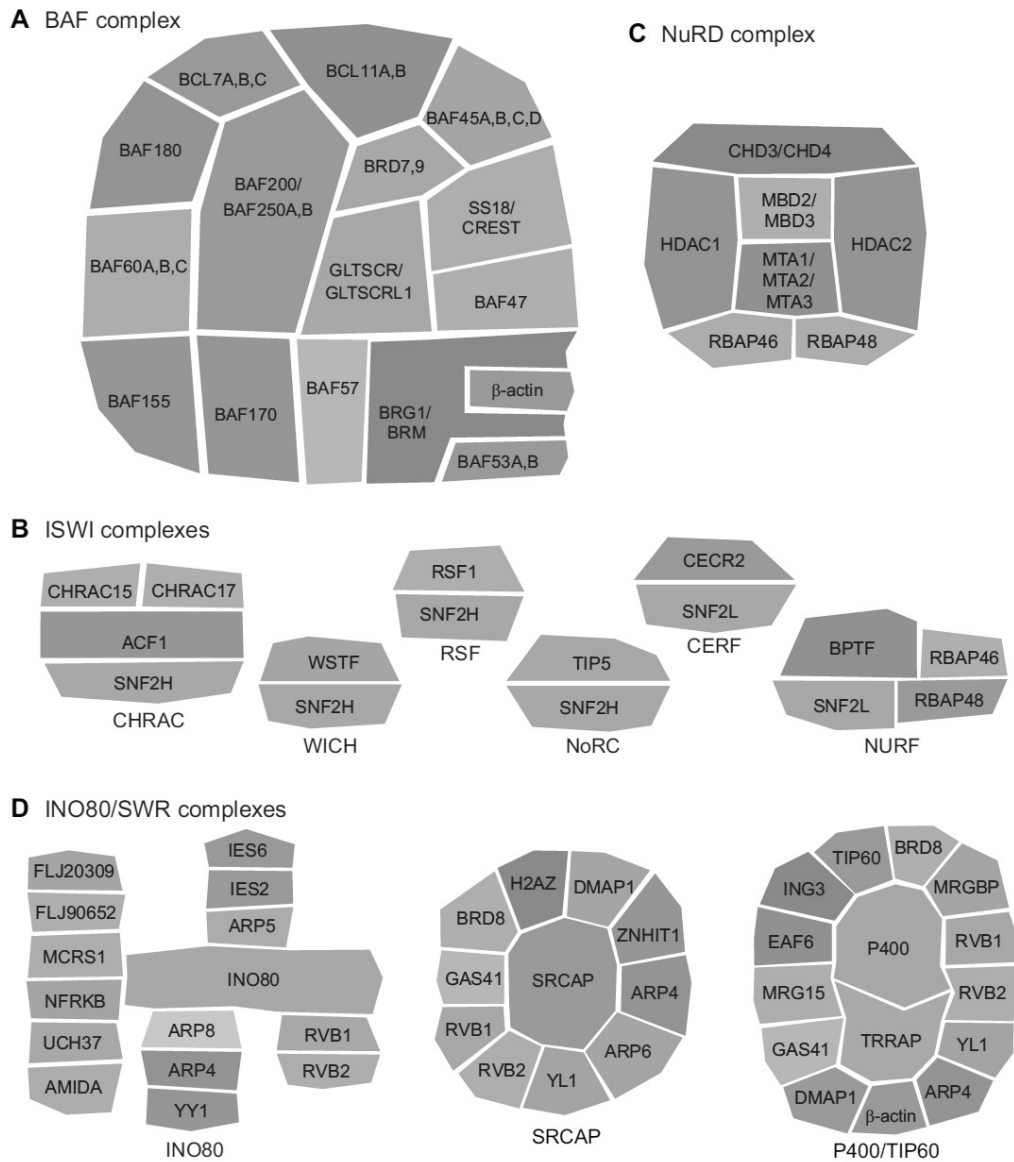 A BAF complex
BCL7A,B,C
BCL11A,B
BAF45A,B,C,D
BAF180
BRD7,9
BAF200/
BAF250A,B
SS18/
CREST
BAF60A,B,C
GLTSCR/
GLTSCRL1
BAF47
BAF155
BAF170
BAF57
BRG1/
BRM
β-actin
BAF53A,B
C NuRD complex
CHD3/CHD4
HDAC1
MBD2/
MBD3
HDAC2
MTA1/
MTA2/
MTA3
RBAP46
RBAP48
B ISWI complexes
CHRAC15
CHRAC17
ACF1
SNF2H
CHRAC
WSTF
SNF2H
WICH
RSF1
SNF2H
RSF
TIP5
SNF2H
NoRC
CECR2
SNF2L
CERF
BPTF
RBAP46
SNF2L
RBAP48
NURF
D INO80/SWR complexes
FLJ20309
FLJ90652
MCRS1
NFRKB
UCH37
AMIDA
IES6
IES2
ARP5
INO80
ARP8
ARP4
YY1
RVB1
RVB2
INO80
H2AZ
DMAP1
BRD8
ZNHIT1
GAS41
SRCAP
ARP4
RVB1
ARP6
RVB2
YL1
SRCAP
TIP60
BRD8
ING3
MRGBP
EAF6
P400
RVB1
MRG15
RVB2
GAS41
TRRAP
YL1
DMAP1
β-actin
ARP4
P400/TIP60